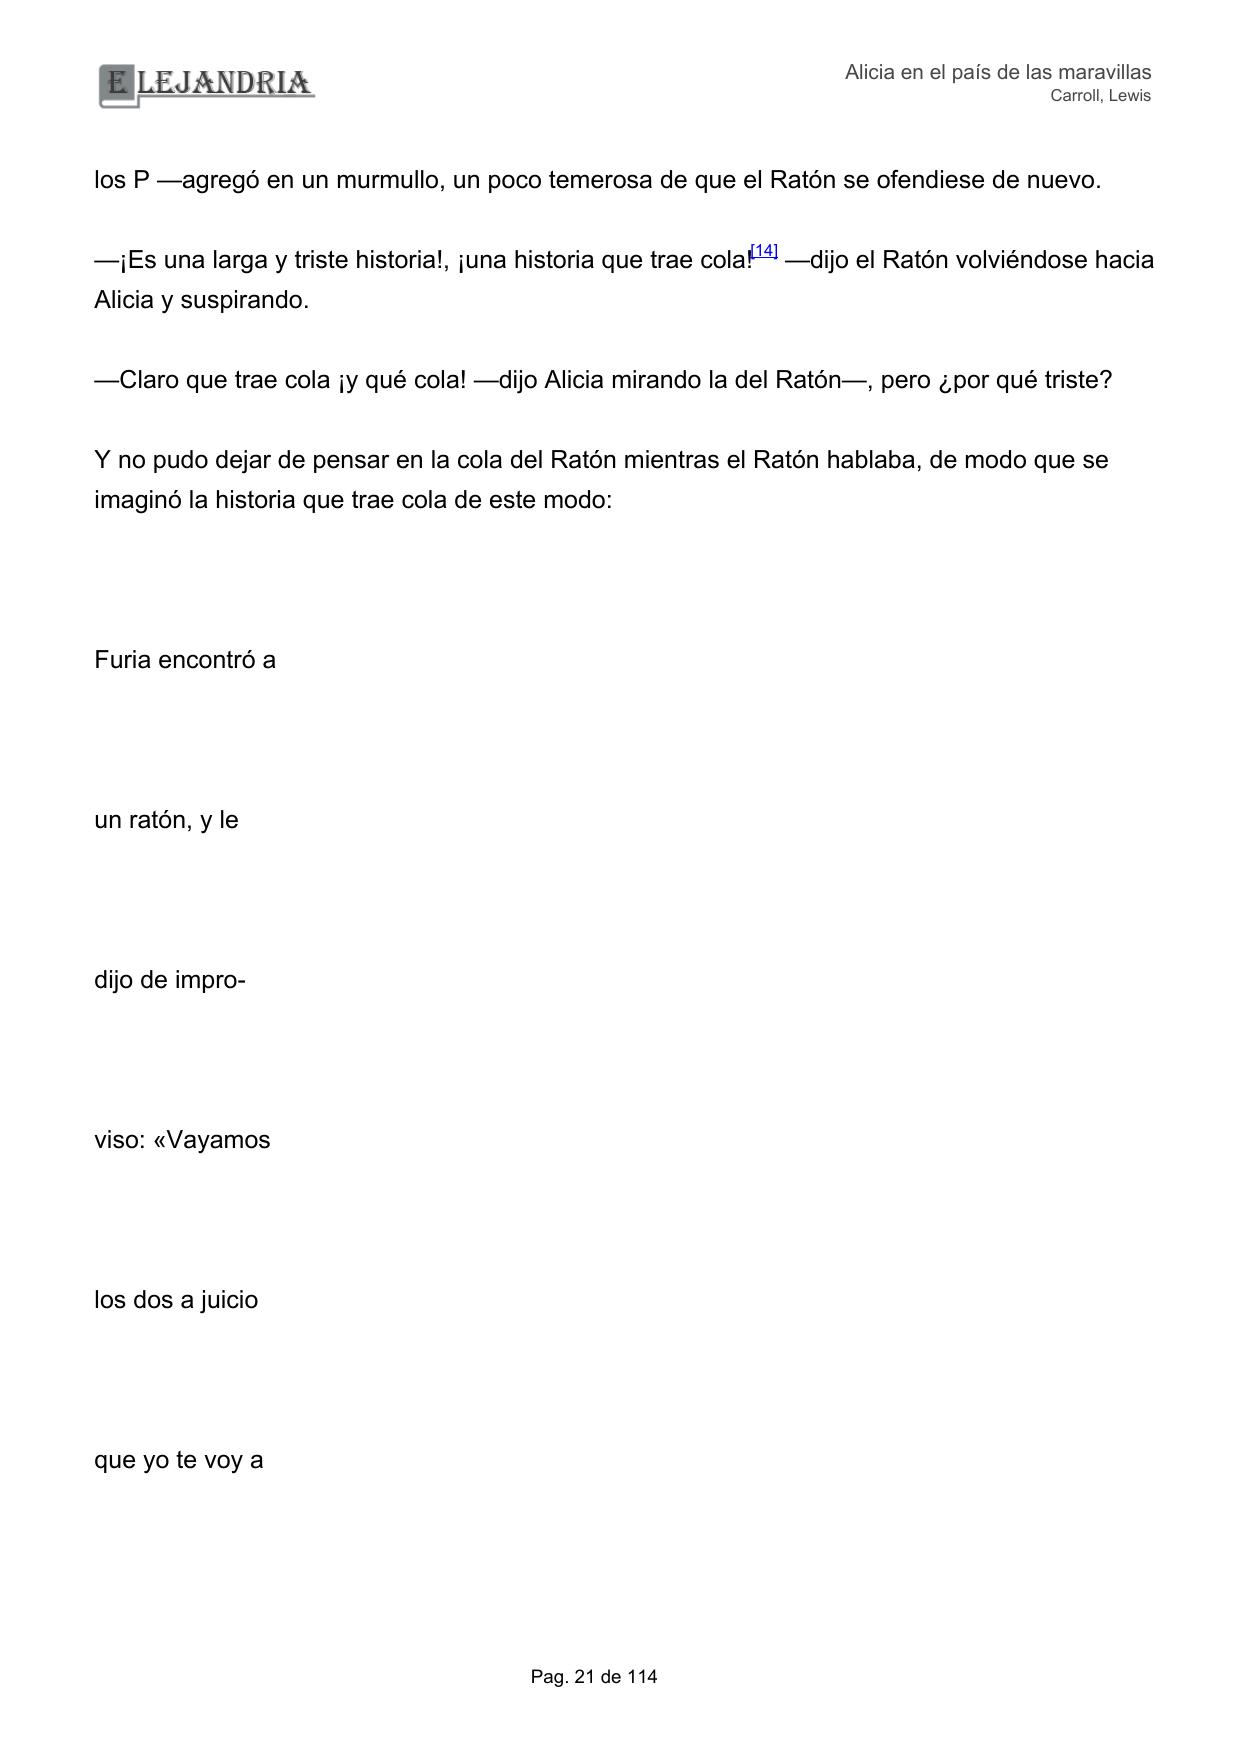 ELEJANDRIA
Alicia en el país de las maravillas
Carroll, Lewis
los P —agregó en un murmullo, un poco temerosa de que el Ratón se ofendiese de nuevo.
—¡Es una larga y triste historia!, ¡una historia que trae cola![14] —dijo el Ratón volviéndose hacia
Alicia y suspirando.
—Claro que trae cola ¡y qué cola! —dijo Alicia mirando la del Ratón—, pero ¿por qué triste?
Y no pudo dejar de pensar en la cola del Ratón mientras el Ratón hablaba, de modo que se
imaginó la historia que trae cola de este modo:
Furia encontró a
un ratón, y le
dijo de impro-
viso: «Vayamos
los dos a juicio
que yo te voy a
Pag. 21 de 114